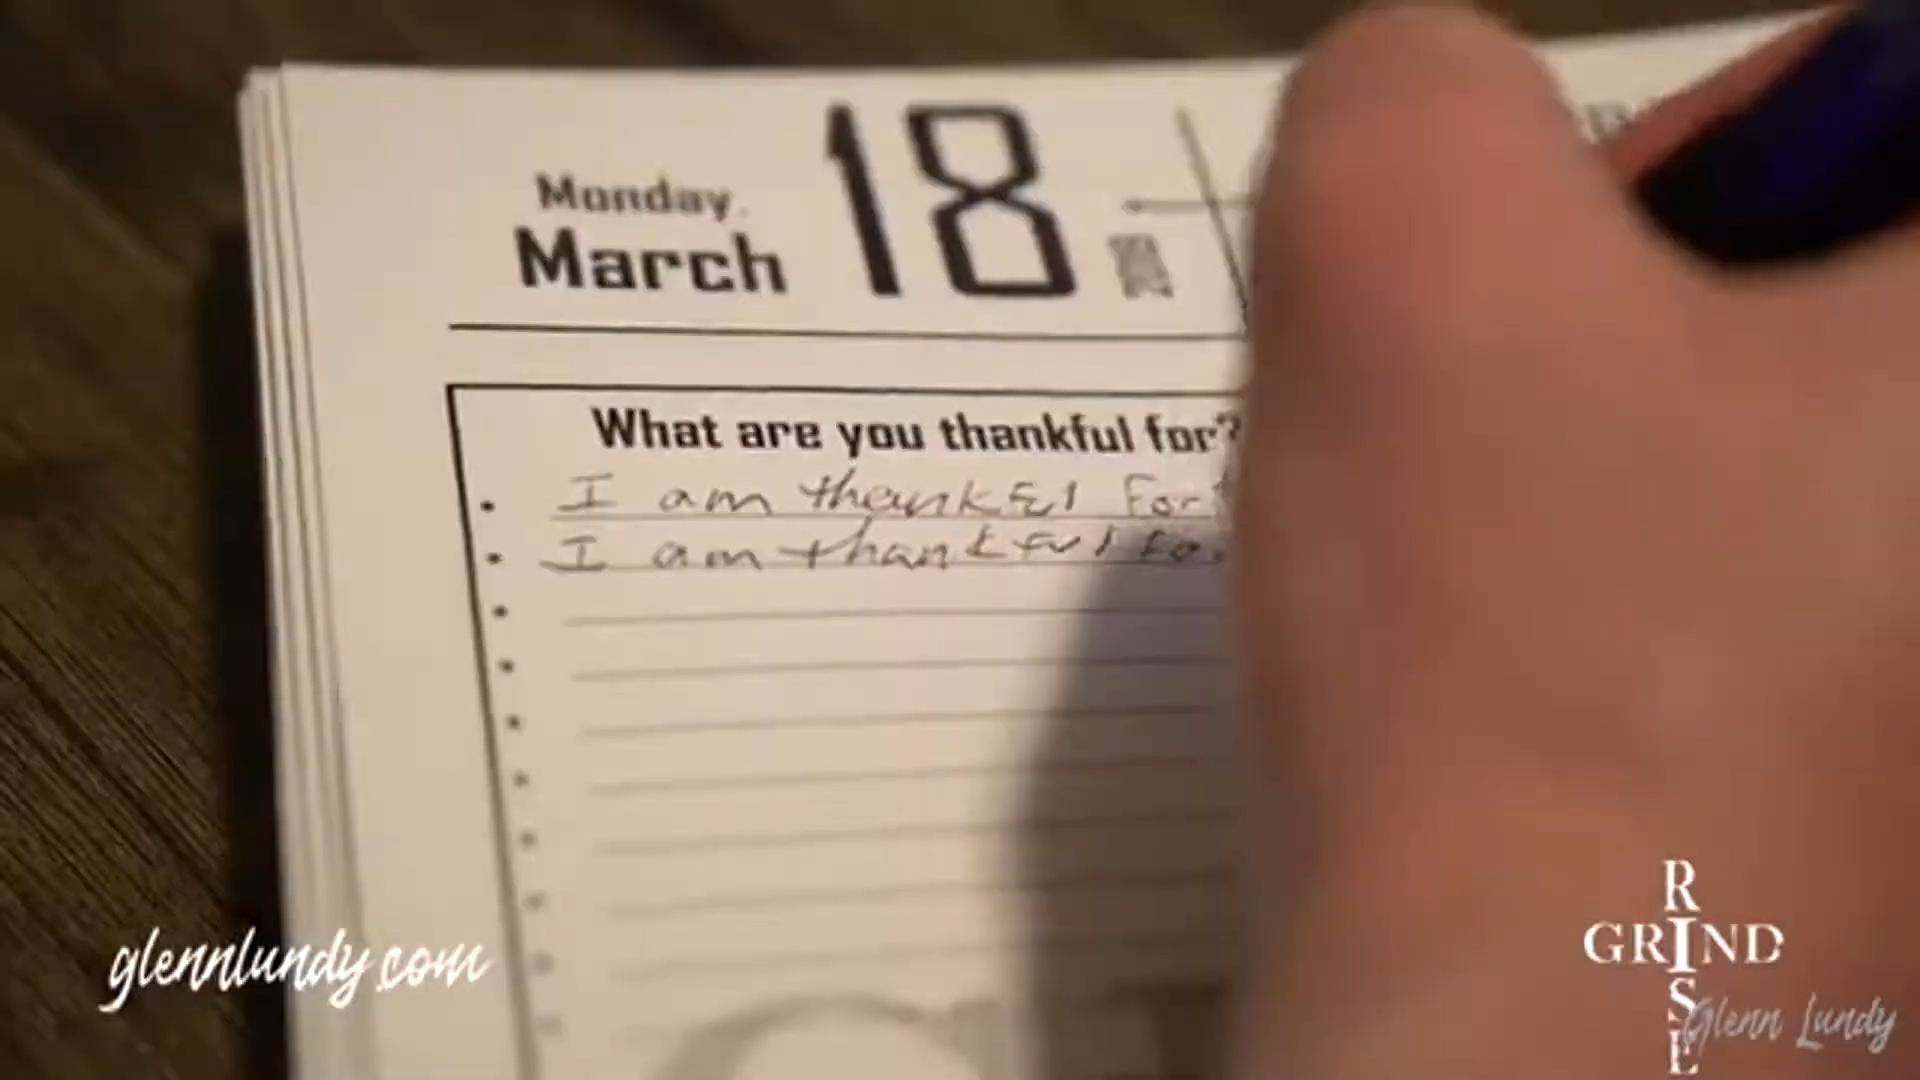 Monday
March
18
What are you thankful for?
I am thankful for
I am thankful fo
glennlundy.com
RISE
GRIND
Glenn Lundy